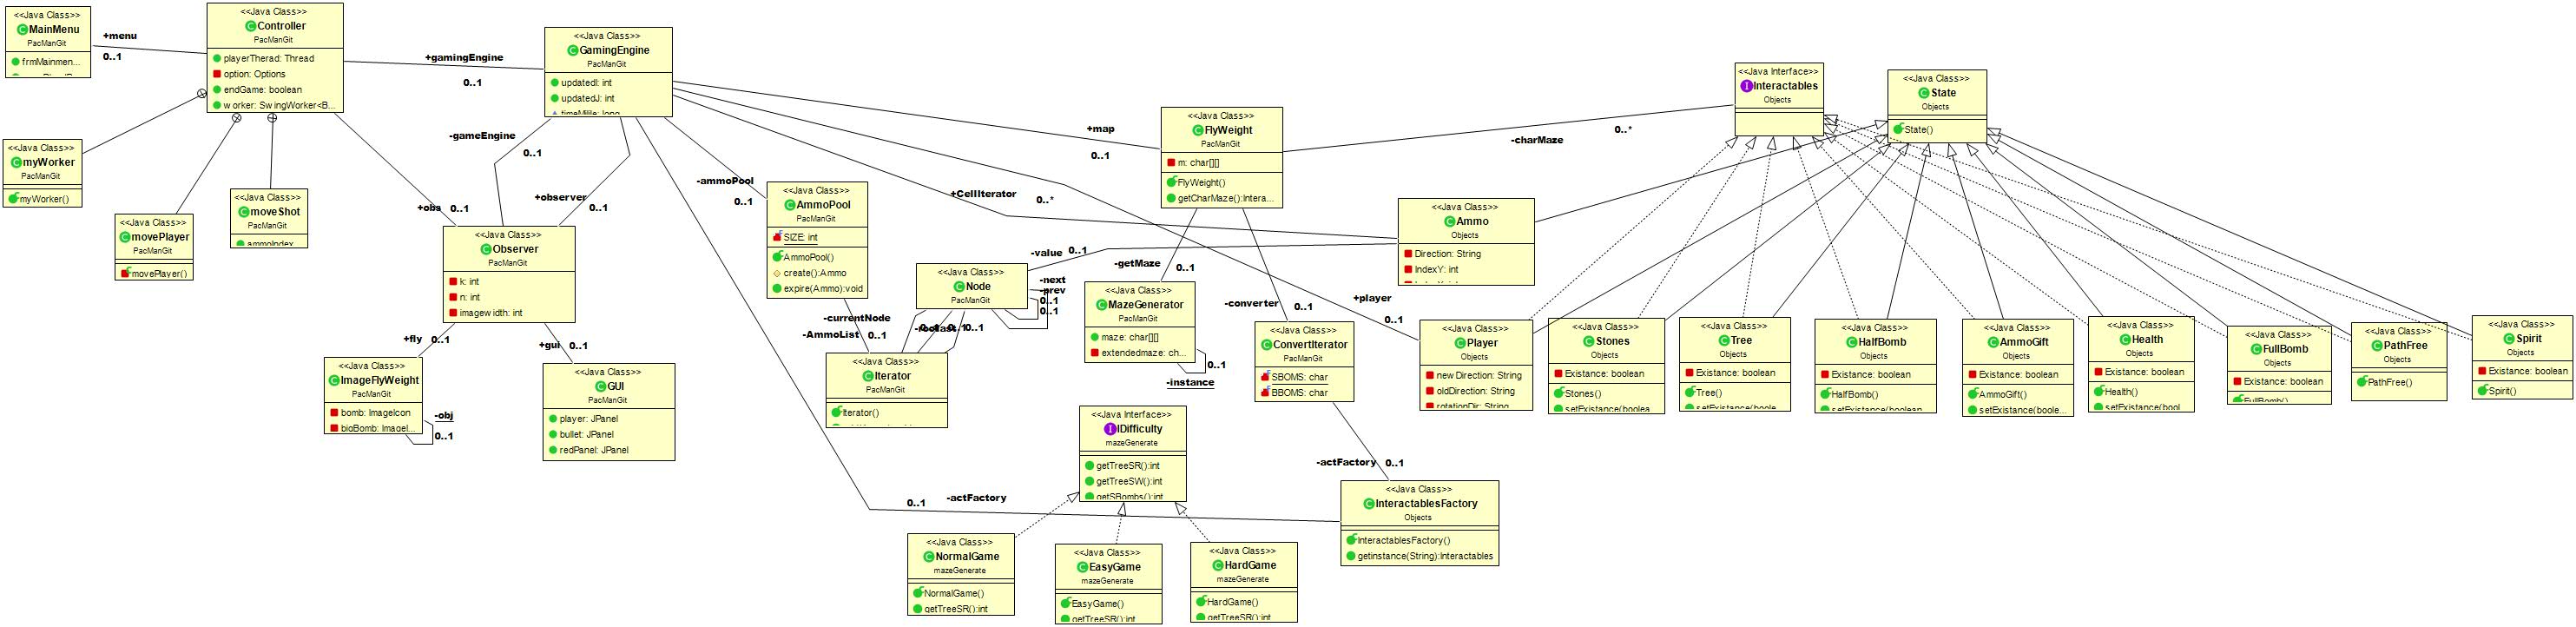 <<Java Class>>
MainMenu
PacManGit
frmMainmen...
+menu
0..1
<<Java Class>>
Controller
PacManGit
playerTherad: Thread
option: Options
endGame: boolean
worker: SwingWorker<B...
+gamingEngine
0..1
<<Java Class>>
GamingEngine
PacManGit
updatedI: int
updatedJ: int
timeMilile: long
<<Java Class>>
myWorker
PacManGit
myWorker()
<<Java Class>>
movePlayer
PacManGit
movePlayer()
<<Java Class>>
moveShot
PacManGit
ammoIndex
-gameEngine
0..1
+observer
0..1
+obs
0..1
<<Java Class>>
Observer
PacManGit
k: int
n: int
imagewidth: int
+fly
0..1
+gui
0..1
<<Java Class>>
ImageFlyWeight
PacManGit
bomb: ImageIcon
bigBomb: ImageI...
-obj
0..1
<<Java Class>>
GUI
PacManGit
player: JPanel
bullet: JPanel
redPanel: JPanel
-ammoPool
0..1
<<Java Class>>
AmmoPool
PacManGit
SIZE: int
AmmoPool()
create():Ammo
expire(Ammo):void
-currentNode
-AmmoList
0..1
<<Java Class>>
Iterator
PacManGit
Iterator()
0..1
<<Java Class>>
Node
PacManGit
-value
0..1
-next
-prev
0..1
0..1
+CellIterator
0..*
+map
0..1
<<Java Class>>
FlyWeight
PacManGit
m: char[][]
FlyWeight()
getCharMaze():Intera...
-charMaze
0..*
-getMaze
0..1
<<Java Class>>
MazeGenerator
PacManGit
maze: char[][]
extendedmaze: ch...
0..1
-instance
-converter
0..1
<<Java Class>>
ConvertIterator
PacManGit
SBOMS: char
BBOMS: char
+player
0..1
-actFactory
0..1
<<Java Class>>
InteractablesFactory
Objects
InteractablesFactory()
getinstance(String):Interactables
0..1
-actFactory
<<Java Interface>>
IDifficulty
mazeGenerate
getTreeSR():int
getTreeSW():int
getSBombs():int
<<Java Class>>
NormalGame
mazeGenerate
NormalGame()
getTreeSR():int
<<Java Class>>
EasyGame
mazeGenerate
EasyGame()
getTreeSR():int
<<Java Class>>
HardGame
mazeGenerate
HardGame()
getTreeSR():int
<<Java Interface>>
Interactables
Objects
<<Java Class>>
State
Objects
State()
<<Java Class>>
Ammo
Objects
Direction: String
IndexY: int
<<Java Class>>
Player
Objects
newDirection: String
oldDirection: String
rotationDir: String
<<Java Class>>
Stones
Objects
Existance: boolean
Stones()
setExistance(boolea
<<Java Class>>
Tree
Objects
Existance: boolean
Tree()
setExistance(boole...
<<Java Class>>
HalfBomb
Objects
Existance: boolean
HalfBomb()
setExistance(boolean
<<Java Class>>
AmmoGift
Objects
Existance: boolean
AmmoGift()
setExistance(boole...
<<Java Class>>
Health
Objects
Existance: boolean
Health()
setExistance(bool
<<Java Class>>
FullBomb
Objects
Existance: boolean
FullBomb()
<<Java Class>>
PathFree
Objects
PathFree()
<<Java Class>>
Spirit
Objects
Existance: boolean
Spirit()